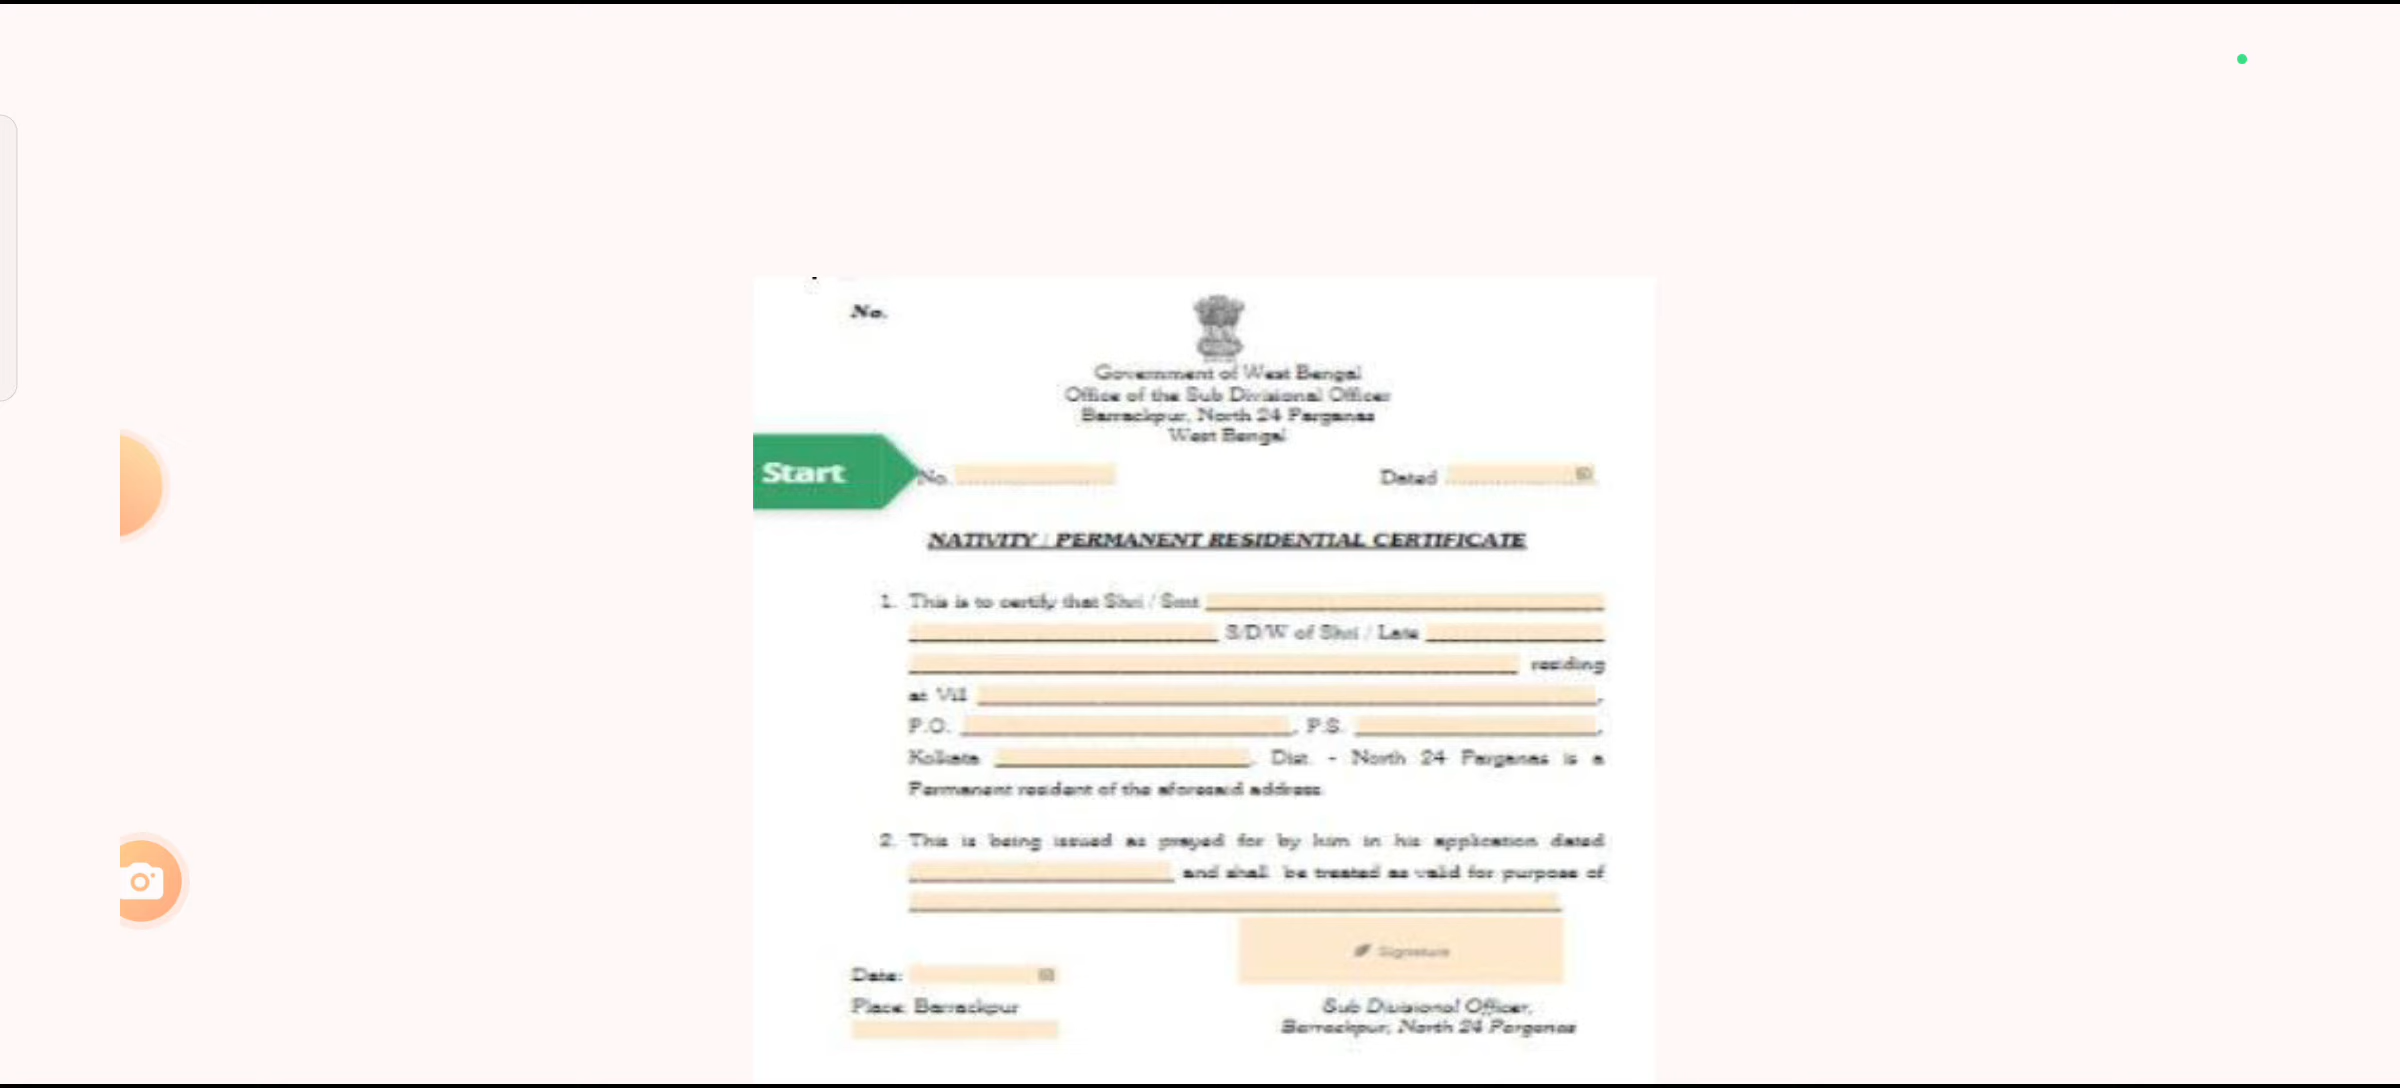 No.
Government of West Bengal
Office of the Sub Divisional Officer
Barrackpur, North 24 Parganas
West Bengal
Start
No. Dated
NATIVITY / PERMANENT RESIDENTIAL CERTIFICATE
1. This is to certify that Shri / Smt
S/D/W of Shri / Late
residing
at Vill ,
P.O. , P.S. ,
Kolkata , Dist. - North 24 Parganas is a
Permanent resident of the aforesaid address.
2. This is being issued as prayed for by him in his application dated
and shall be treated as valid for purpose of
Signature
Date:
Place: Barrackpur
Sub Divisional Officer,
Barrackpur, North 24 Parganas